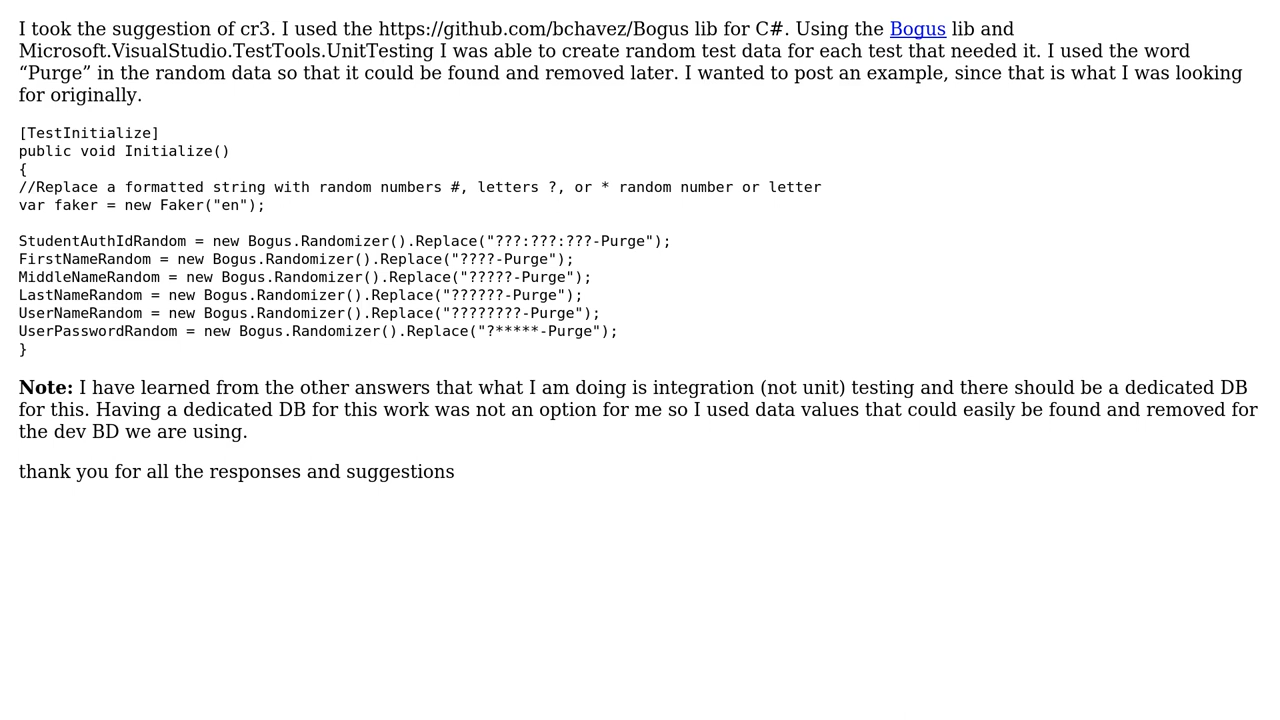 I took the suggestion of cr3. I used the https://github.com/bchavez/Bogus lib for C#. Using the Bogus lib and
Microsoft.VisualStudio.TestTools.UnitTesting I was able to create random test data for each test that needed it. I used the word
“Purge” in the random data so that it could be found and removed later. I wanted to post an example, since that is what I was looking
for originally.
[TestInitialize]
public void Initialize()
{
//Replace a formatted string with random numbers #, letters ?, or * random number or letter
var faker = new Faker("en");
StudentAuthIdRandom = new Bogus.Randomizer().Replace("???:???:???-Purge");
FirstNameRandom = new Bogus.Randomizer().Replace("????-Purge");
MiddleNameRandom = new Bogus.Randomizer().Replace("?????-Purge");
LastNameRandom = new Bogus.Randomizer().Replace("??????-Purge");
UserNameRandom = new Bogus.Randomizer().Replace("????????-Purge");
UserPasswordRandom = new Bogus.Randomizer().Replace("?*****-Purge");
}
Note: I have learned from the other answers that what I am doing is integration (not unit) testing and there should be a dedicated DB
for this. Having a dedicated DB for this work was not an option for me so I used data values that could easily be found and removed for
the dev BD we are using.
thank you for all the responses and suggestions